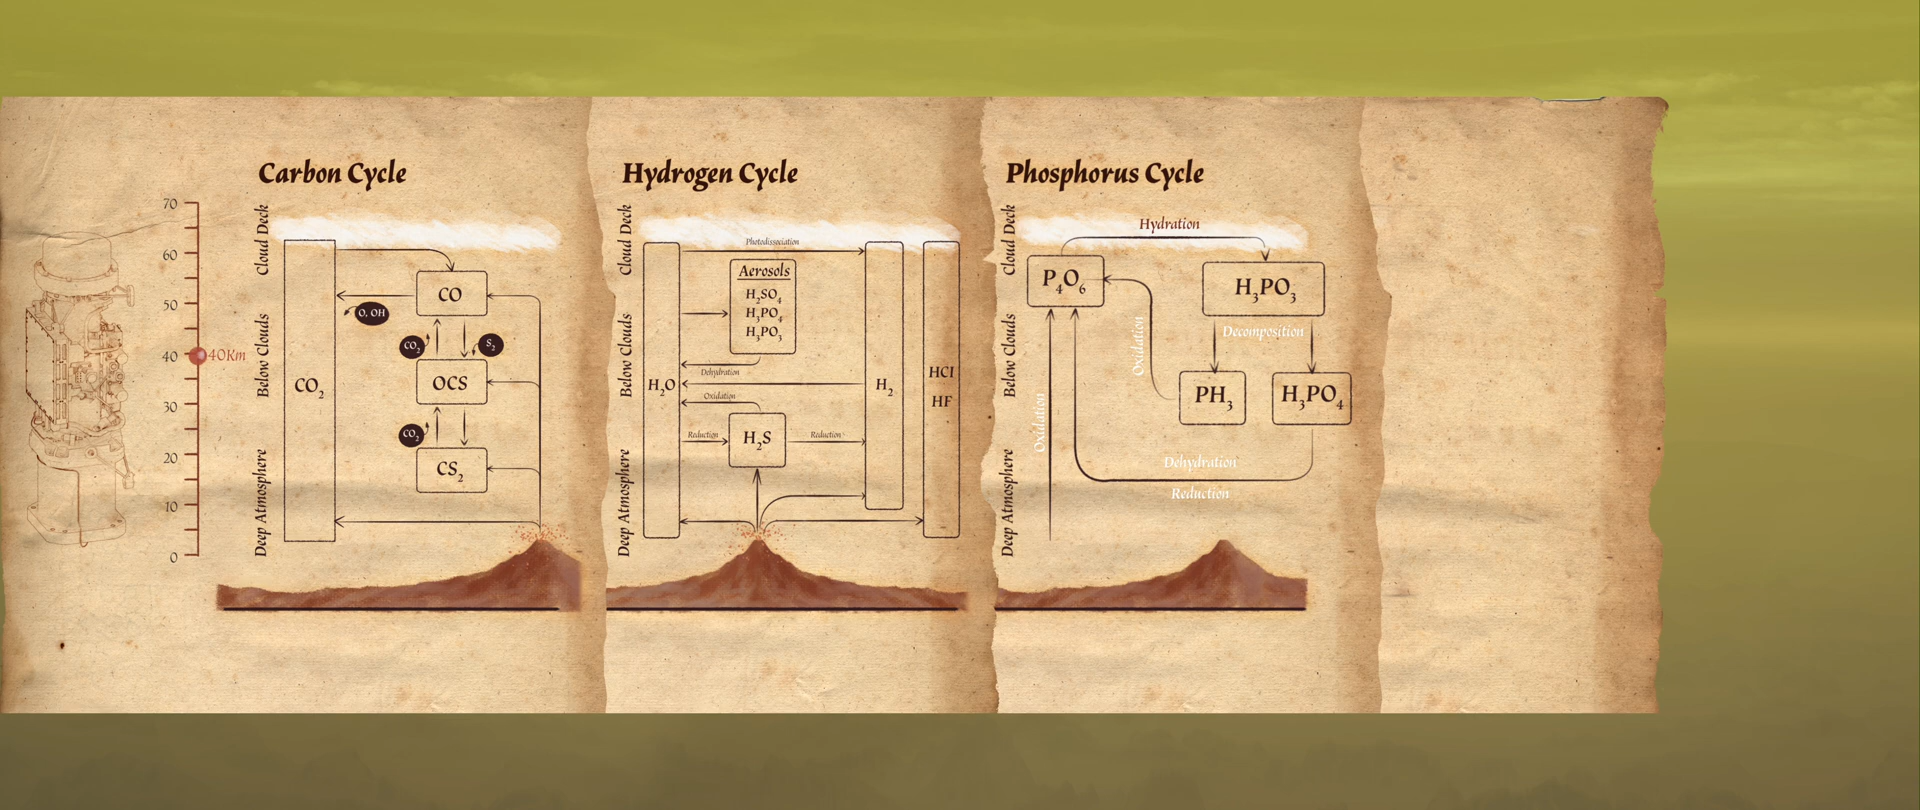 Carbon Cycle
70
60
50
40
40Km
30
20
10
0
Cloud Deck
Below Clouds
Deep Atmosphere
CO2
CO
O, OH
CO2
S2
OCS
CO2
CS2
Hydrogen Cycle
Cloud Deck
Below Clouds
Deep Atmosphere
Photodissociation
Aerosols
H2SO4
H3PO4
H3PO3
Dehydration
H2O
H2
HCl
HF
Oxidation
Reduction
H2S
Reduction
Phosphorus Cycle
Cloud Deck
Below Clouds
Deep Atmosphere
Hydration
P4O6
H3PO3
Oxidation
Decomposition
PH3
H3PO4
Oxidation
Dehydration
Reduction